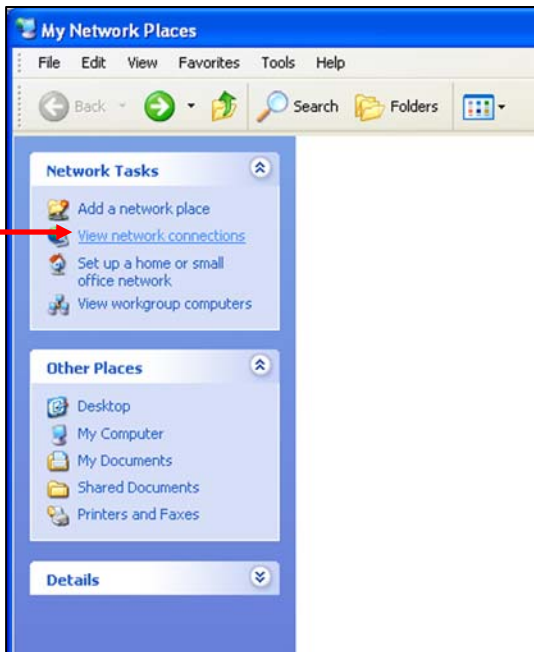 My Network Places
File Edit View Favorites Tools Help
Back Search Folders
Network Tasks
Add a network place
View network connections
Set up a home or small
office network
View workgroup computers
Other Places
Desktop
My Computer
My Documents
Shared Documents
Printers and Faxes
Details